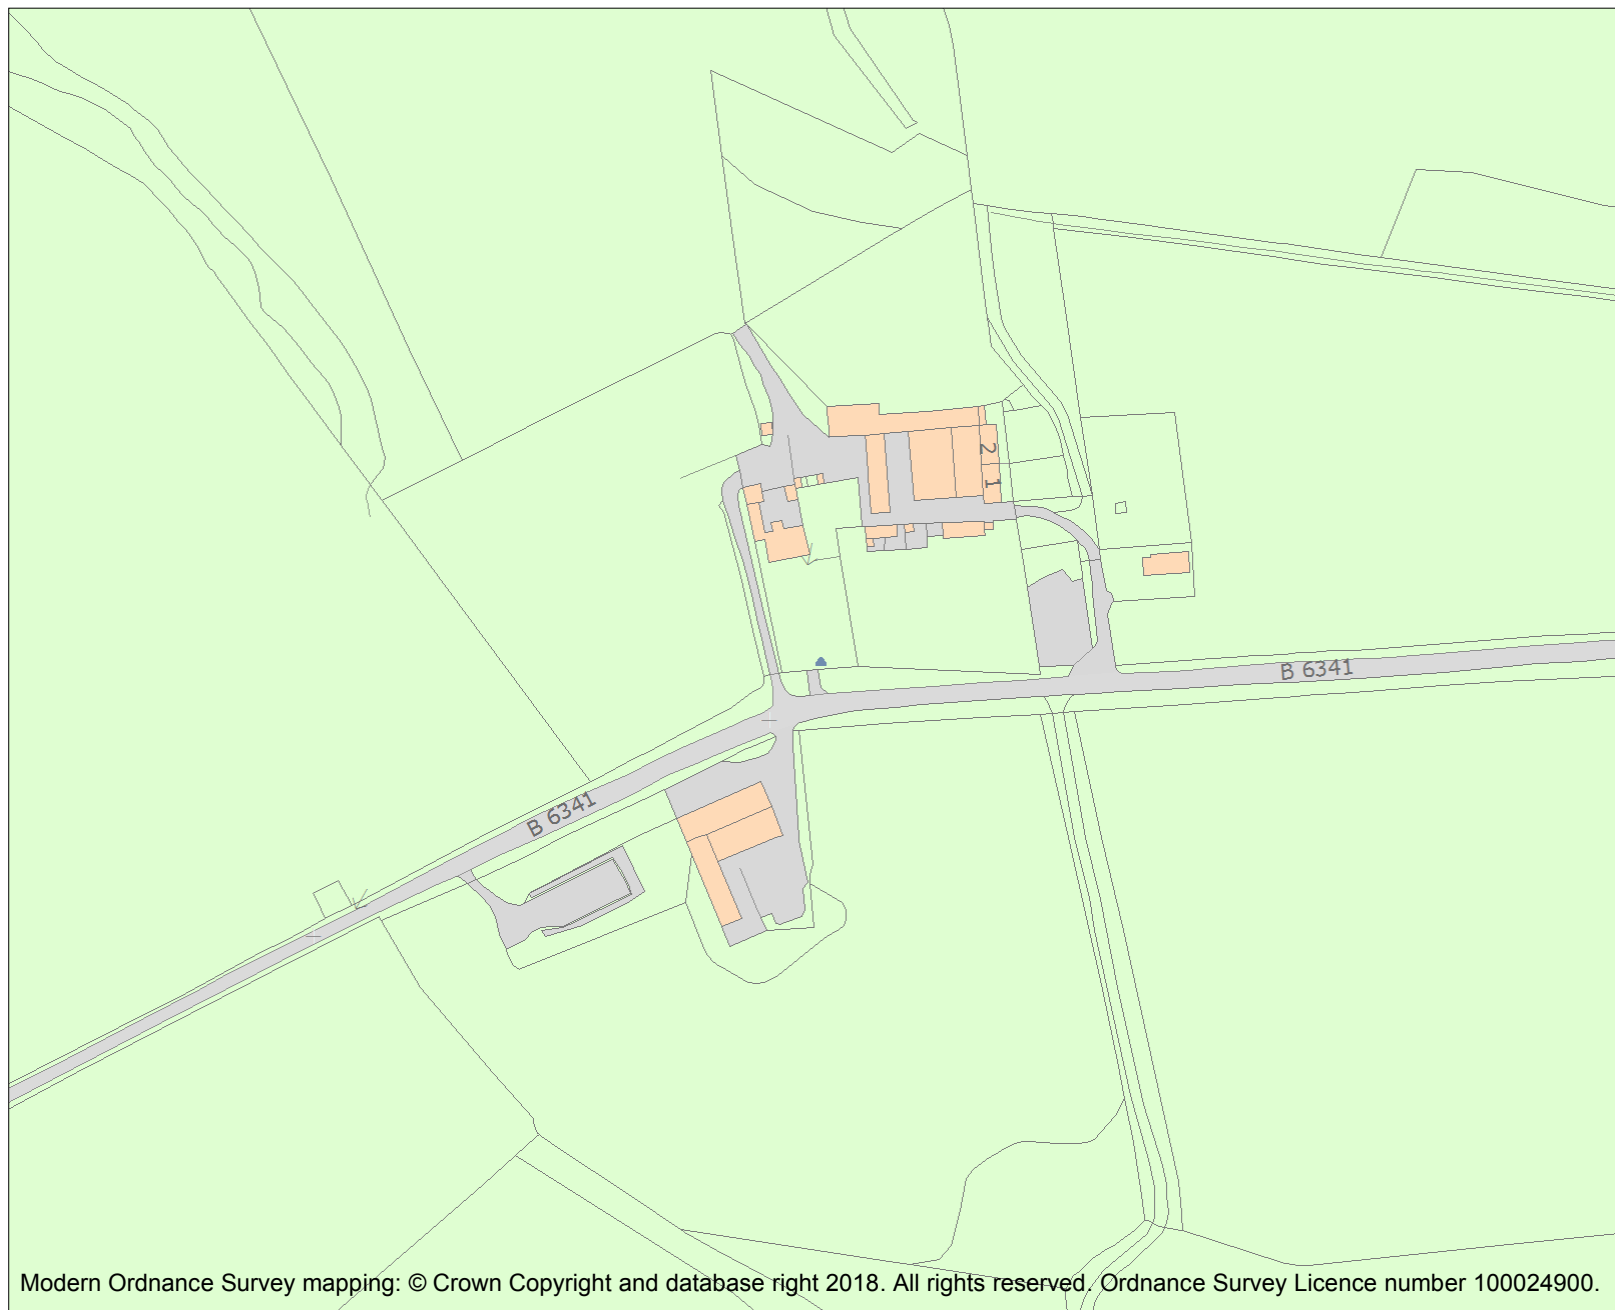 2
1
B 6341
B 6341
Modern Ordnance Survey mapping: © Crown Copyright and database right 2018. All rights reserved. Ordnance Survey Licence number 100024900.